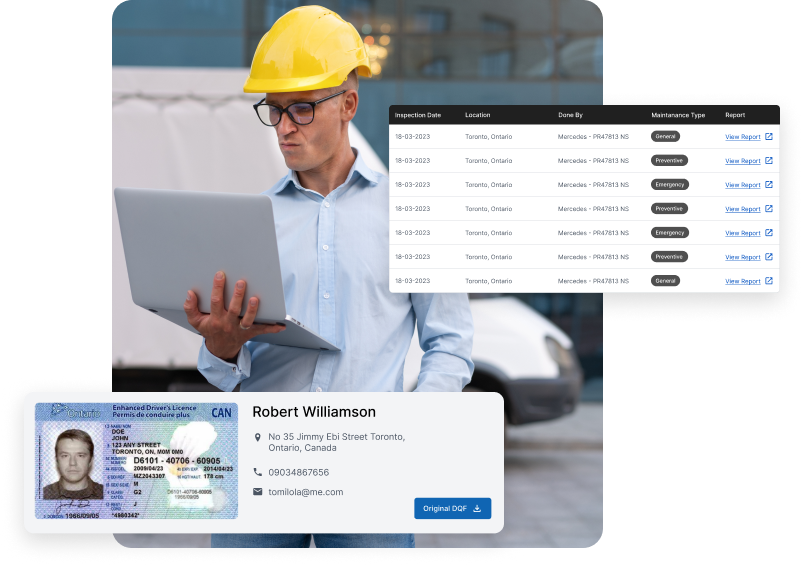 Inspection Date Location Done By Maintanance Type Report
18-03-2023 Toronto, Ontario Mercedes - PR47813 NS General View Report
18-03-2023 Toronto, Ontario Mercedes - PR47813 NS Preventive View Report
18-03-2023 Toronto, Ontario Mercedes - PR47813 NS Emergency View Report
18-03-2023 Toronto, Ontario Mercedes - PR47813 NS Preventive View Report
18-03-2023 Toronto, Ontario Mercedes - PR47813 NS Emergency View Report
18-03-2023 Toronto, Ontario Mercedes - PR47813 NS Preventive View Report
18-03-2023 Toronto, Ontario Mercedes - PR47813 NS General View Report
Ontario Enhanced Driver's Licence CAN
Permis de conduire plus
DOE
JOHN
123 ANY STREET
TORONTO, ON, M0M 0M0
D6101 - 40706 - 60905
2009/04/23 2014/04/23
MZ2043307 178 cm
M
G2
J
1966/09/05 *4980342*
Robert Williamson
No 35 Jimmy Ebi Street Toronto,
Ontario, Canada
09034867656
tomilola@me.com
Original DQF